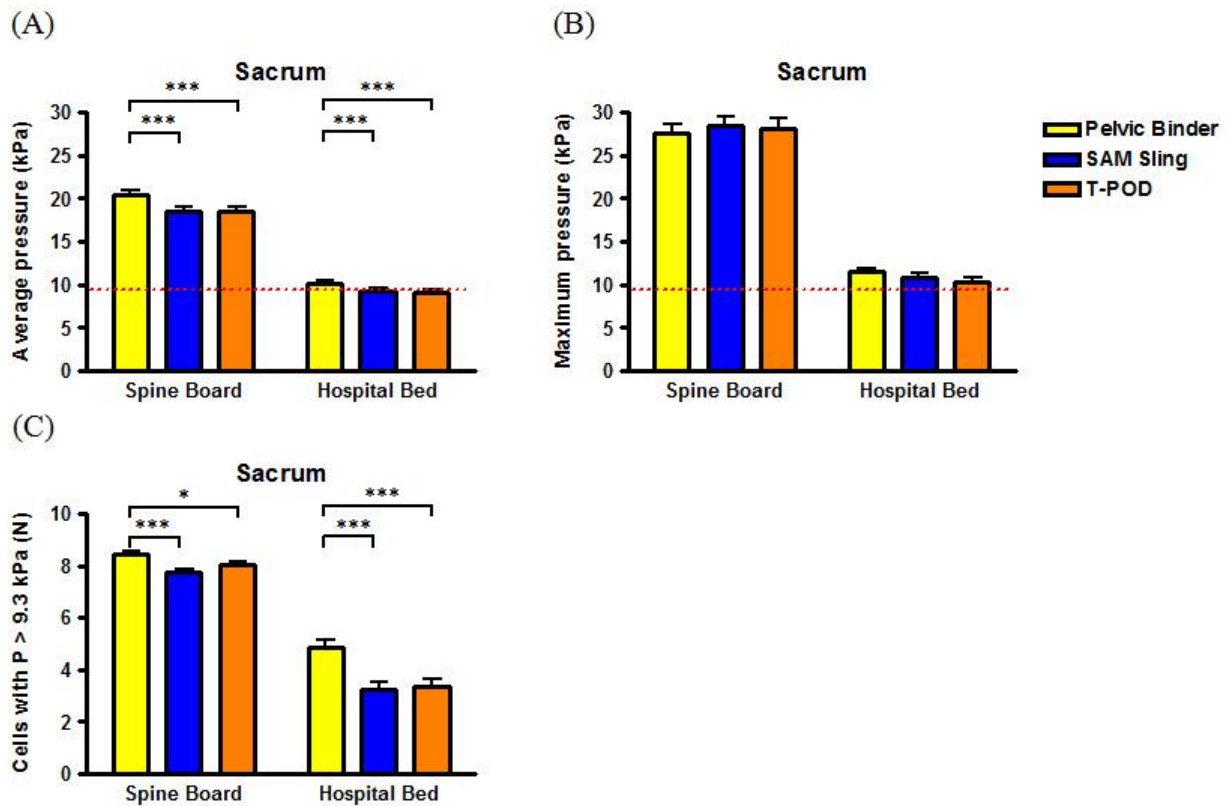 (A)
Sacrum
*** ***
*** ***
Average pressure (kPa)
30
25
20
15
10
5
0
Spine Board Hospital Bed
(B)
Sacrum
Maximum pressure (kPa)
30
25
20
15
10
5
0
Spine Board Hospital Bed
Pelvic Binder
SAM Sling
T-POD
(C)
Sacrum
* ***
*** ***
Cells with P > 9.3 kPa (N)
10
8
6
4
2
0
Spine Board Hospital Bed